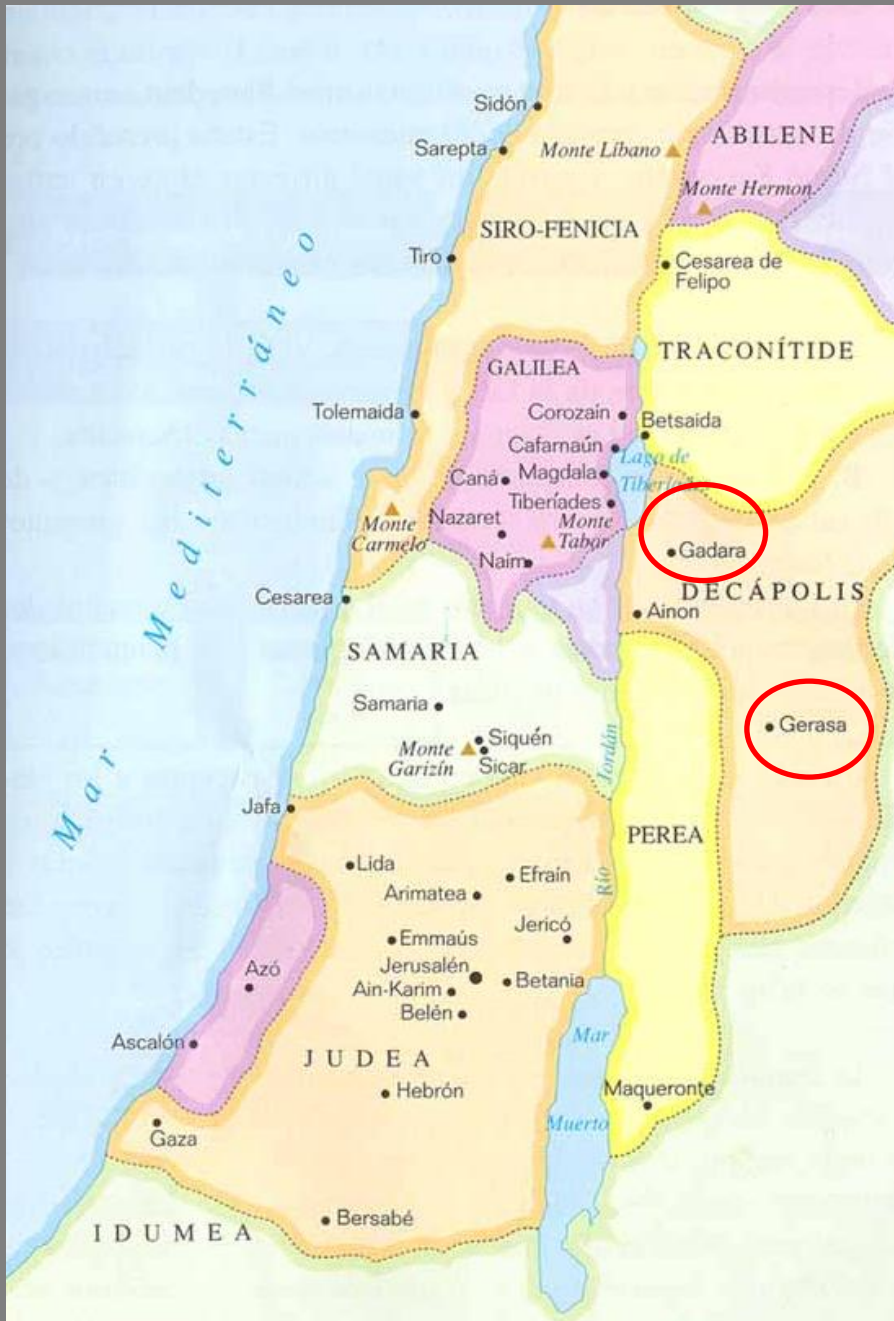 Sidón
Sarepta
Monte Líbano
ABILENE
Monte Hermon
SIRO-FENICIA
Tiro
Cesarea de
Felipo
TRACONÍTIDE
GALILEA
Tolemaida
Corozaín
Betsaida
Cafarnaún
Lago de
Tiberíades
Magdala
Caná
Tiberíades
Nazaret
Monte
Tabor
Monte
Carmelo
Naím
Gadara
DECÁPOLIS
Cesarea
Ainon
SAMARIA
Samaria
Siquén
Sicar
Monte
Garizín
Gerasa
Mar Mediterráneo
Río Jordán
Jafa
PEREA
Lida
Efraín
Arimatea
Jericó
Emmaús
Jerusalén
Betania
Ain-Karim
Belén
Azó
Ascalón
JUDEA
Mar
Muerto
Hebrón
Maqueronte
Gaza
Bersabé
IDUMEA